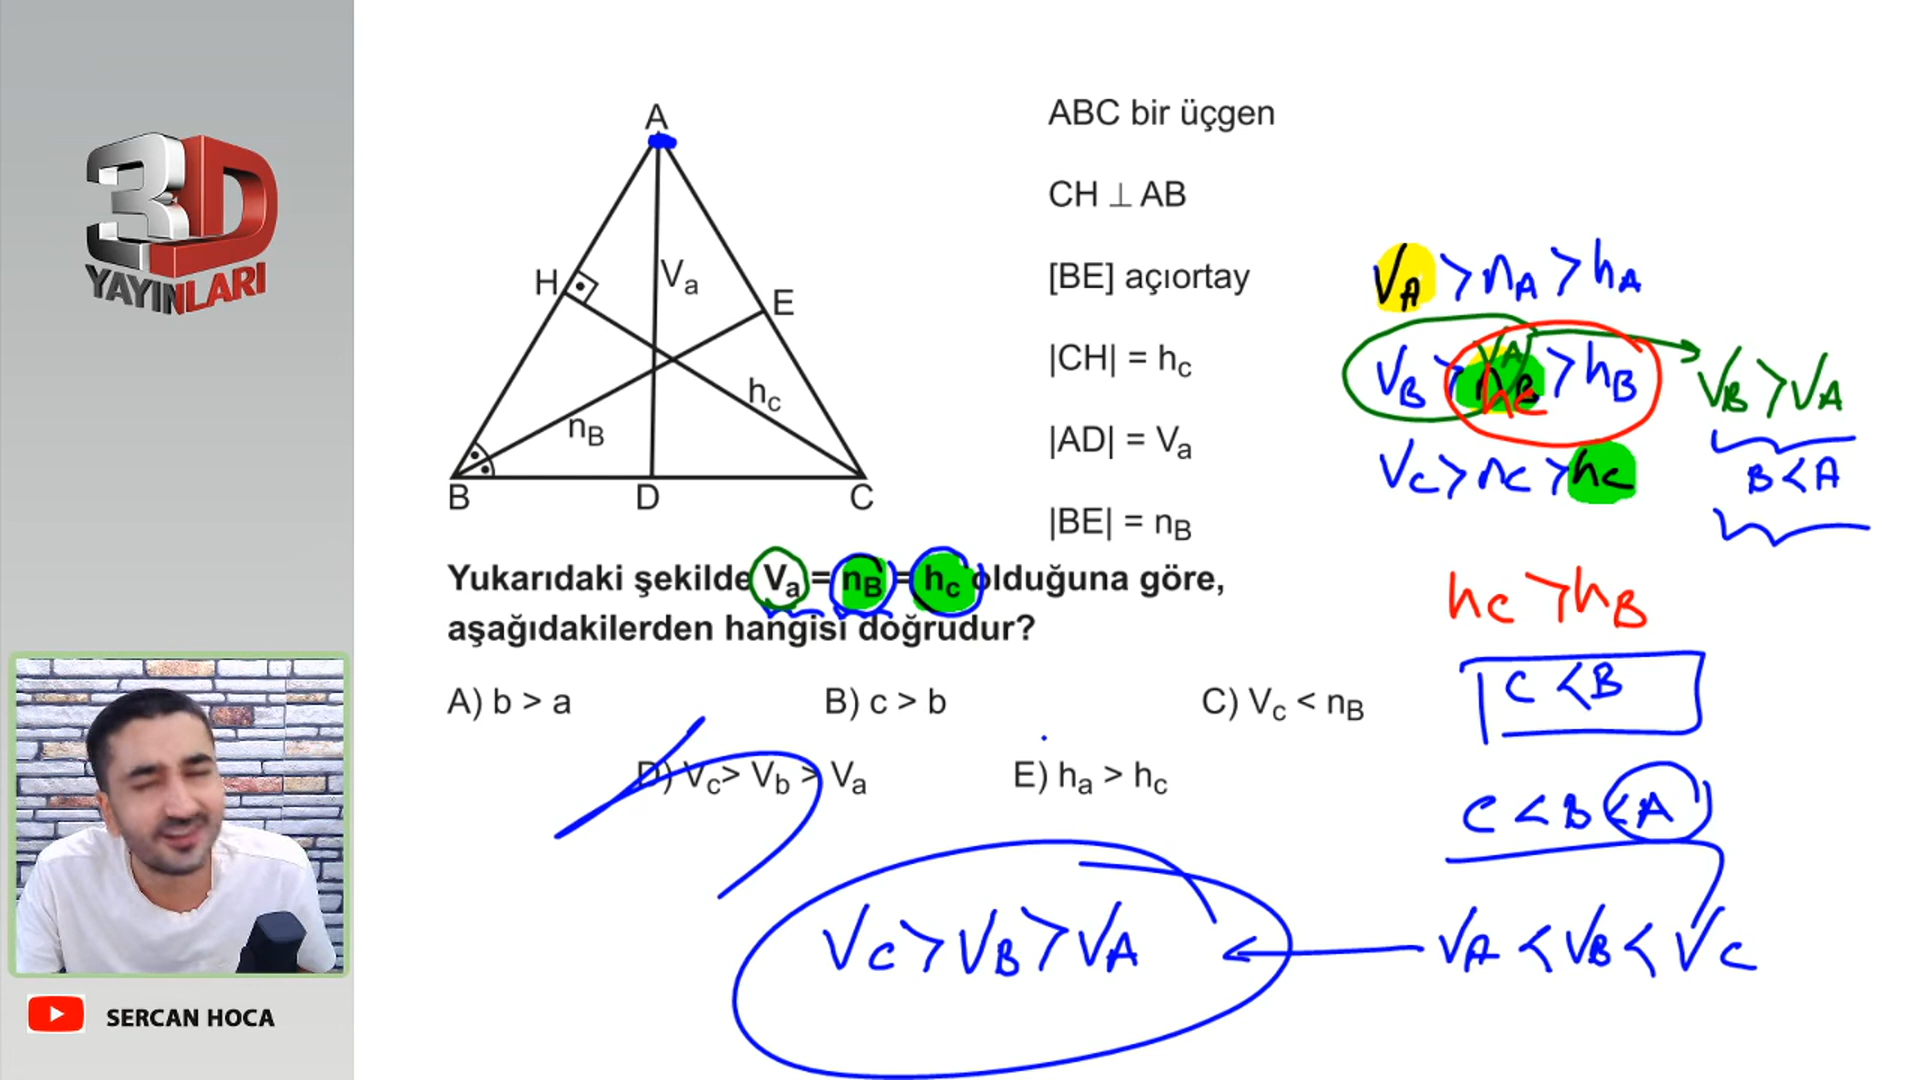 3D
YAYINLARI
A
H
Va
E
hc
nB
B
D
C
ABC bir üçgen
CH ⊥ AB
[BE] açıortay
|CH| = hc
|AD| = Va
|BE| = nB
Yukarıdaki şekilde Va = nB = hc olduğuna göre,
aşağıdakilerden hangisi doğrudur?
A) b > a
B) c > b
C) Vc < nB
D) Vc> Vb > Va
E) ha > hc
VA > nA > hA
VB > nB > hB
VA
hc
VB > VA
B < A
Vc > nc > hc
hc > hB
C < B
C < B < A
VA < VB < Vc
Vc > VB > VA
SERCAN HOCA